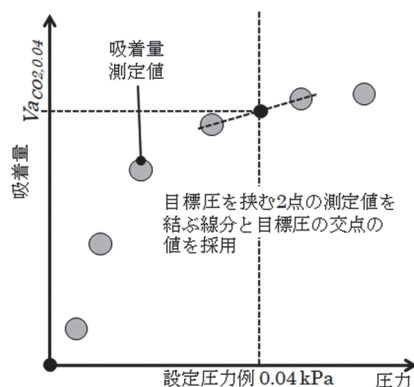 吸着量
測定値
VaCO2,0.04
吸着量
目標圧を挟む2点の測定値を
結ぶ線分と目標圧の交点の
値を採用
設定圧力例 0.04 kPa
圧力